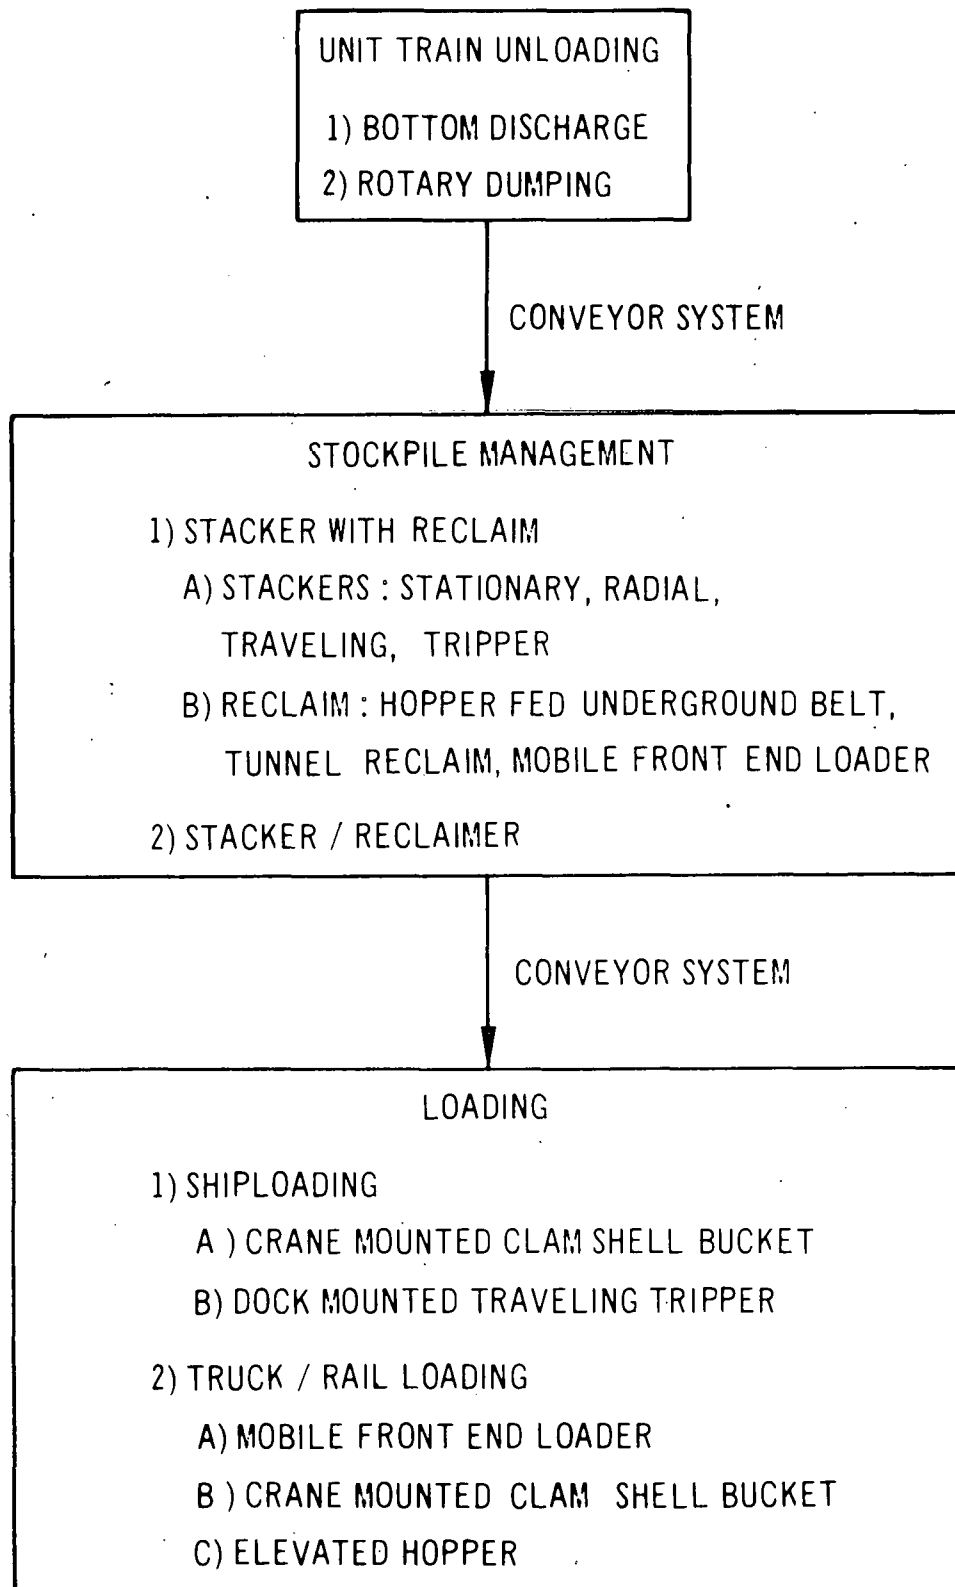 UNIT TRAIN UNLOADING
1) BOTTOM DISCHARGE
2) ROTARY DUMPING
CONVEYOR SYSTEM
STOCKPILE MANAGEMENT
1) STACKER WITH RECLAIM
A) STACKERS : STATIONARY, RADIAL,
TRAVELING, TRIPPER
B) RECLAIM : HOPPER FED UNDERGROUND BELT,
TUNNEL RECLAIM, MOBILE FRONT END LOADER
2) STACKER / RECLAIMER
CONVEYOR SYSTEM
LOADING
1) SHIPLOADING
A ) CRANE MOUNTED CLAM SHELL BUCKET
B) DOCK MOUNTED TRAVELING TRIPPER
2) TRUCK / RAIL LOADING
A) MOBILE FRONT END LOADER
B ) CRANE MOUNTED CLAM SHELL BUCKET
C) ELEVATED HOPPER